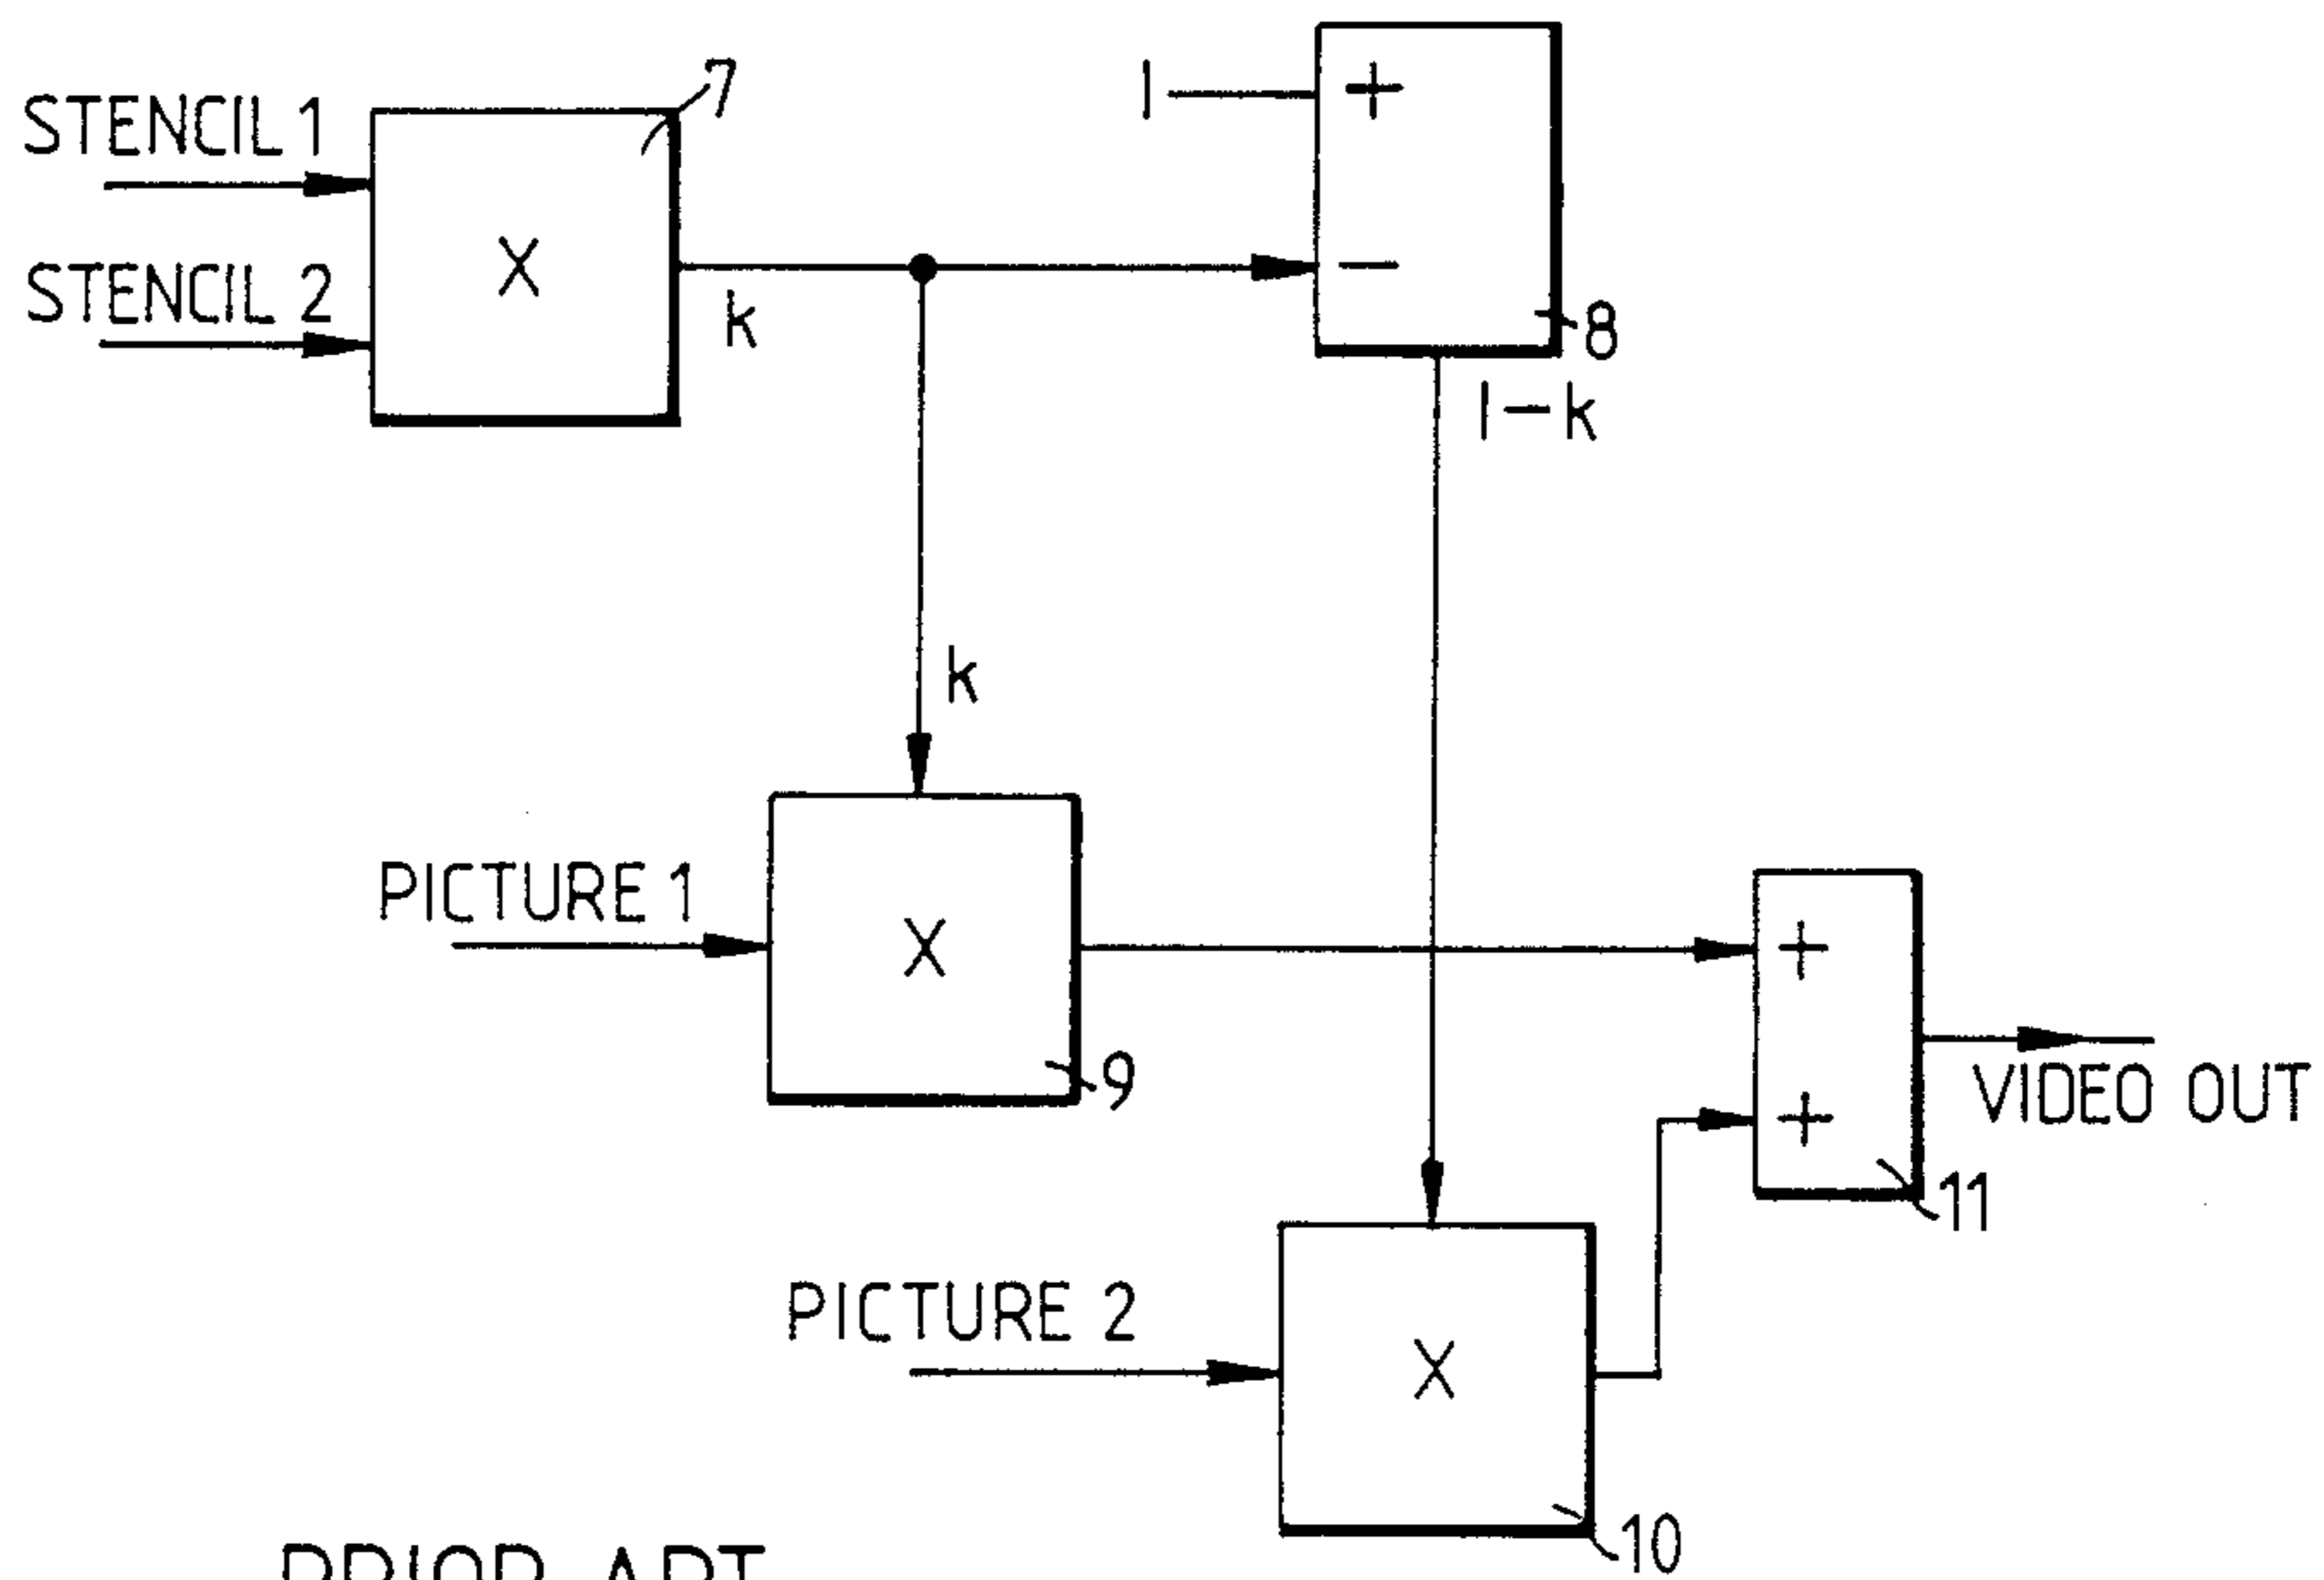 7
1
+
STENCIL 1
X
STENCIL 2
k
−
8
1−k
k
PICTURE 1
X
+
9
VIDEO OUT
+
11
PICTURE 2
X
10
PRIOR ART